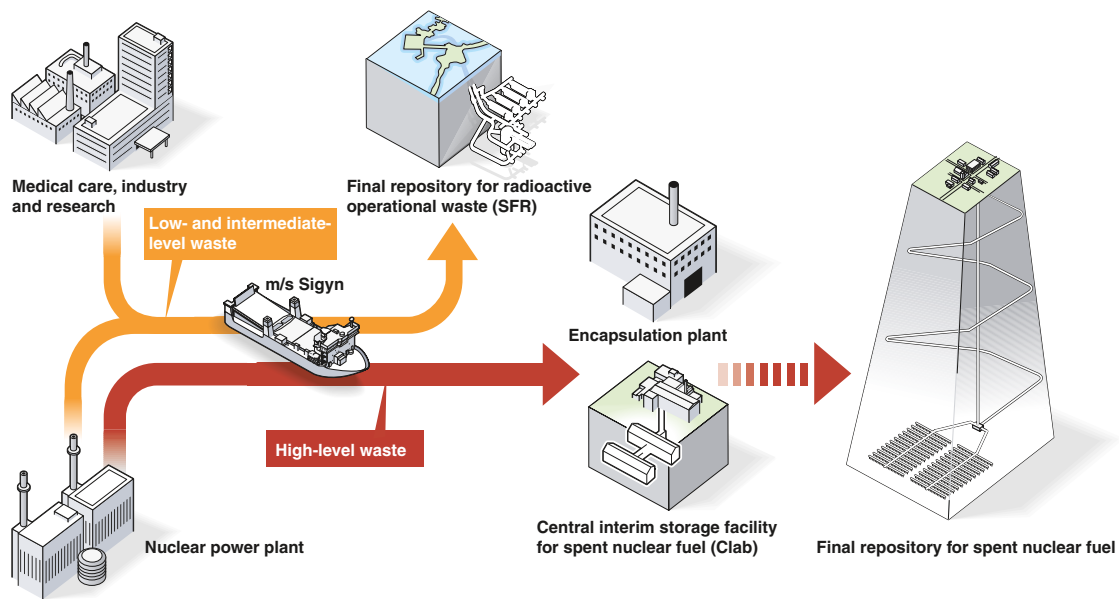 Medical care, industry
and research
Final repository for radioactive
operational waste (SFR)
Low- and intermediate-
level waste
m/s Sigyn
Encapsulation plant
High-level waste
Nuclear power plant
Central interim storage facility
for spent nuclear fuel (Clab)
Final repository for spent nuclear fuel